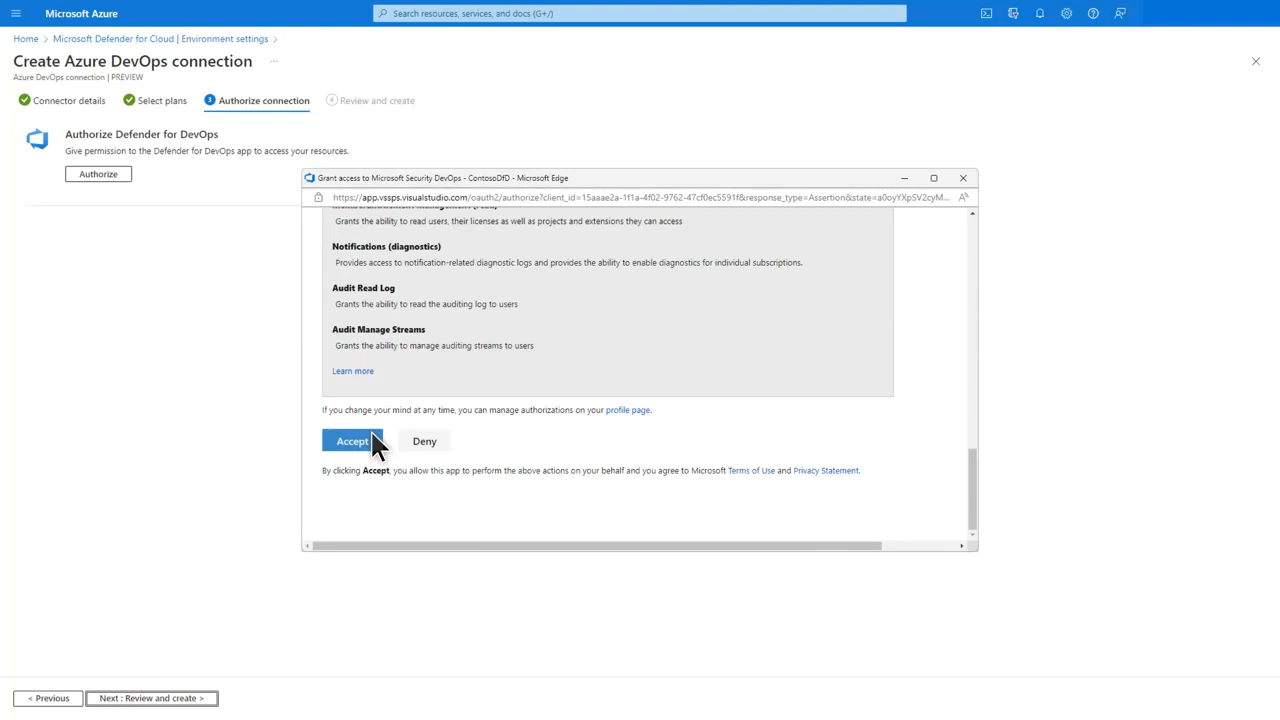 Microsoft Azure
Search resources, services, and docs (G+/)
Home > Microsoft Defender for Cloud | Environment settings >
Create Azure DevOps connection ...
Azure DevOps connection | PREVIEW
Connector details Select plans 3 Authorize connection 4 Review and create
Authorize Defender for DevOps
Give permission to the Defender for DevOps app to access your resources.
Authorize
Grant access to Microsoft Security DevOps - ContosoDfD - Microsoft Edge
https://app.vssps.visualstudio.com/oauth2/authorize?client_id=15aaae2a-1f1a-4f02-9762-47cf0ec5591f&response_type=Assertion&state=a0oyYXpSV2cyM...
Grants the ability to read users, their licenses as well as projects and extensions they can access
Notifications (diagnostics)
Provides access to notification-related diagnostic logs and provides the ability to enable diagnostics for individual subscriptions.
Audit Read Log
Grants the ability to read the auditing log to users
Audit Manage Streams
Grants the ability to manage auditing streams to users
Learn more
If you change your mind at any time, you can manage authorizations on your profile page.
Accept Deny
By clicking Accept, you allow this app to perform the above actions on your behalf and you agree to Microsoft Terms of Use and Privacy Statement.
< Previous Next : Review and create >